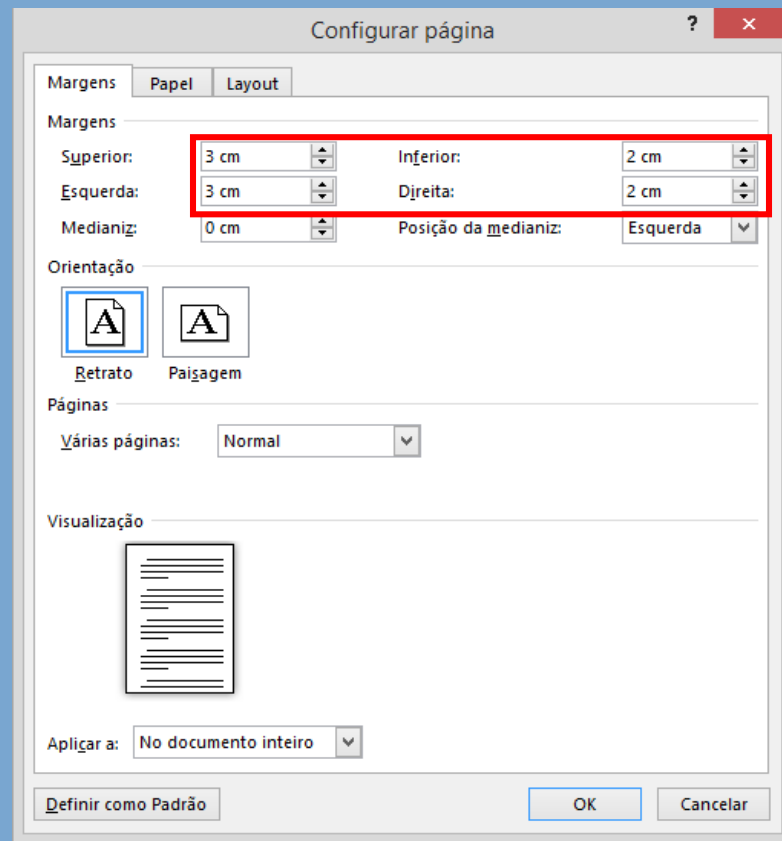 Configurar página ?
Margens Papel Layout
Margens
Superior: 3 cm Inferior: 2 cm
Esquerda: 3 cm Direita: 2 cm
Medianiz: 0 cm Posição da medianiz: Esquerda
Orientação
A A
Retrato Paisagem
Páginas
Várias páginas: Normal
Visualização
Aplicar a: No documento inteiro
Definir como Padrão OK Cancelar